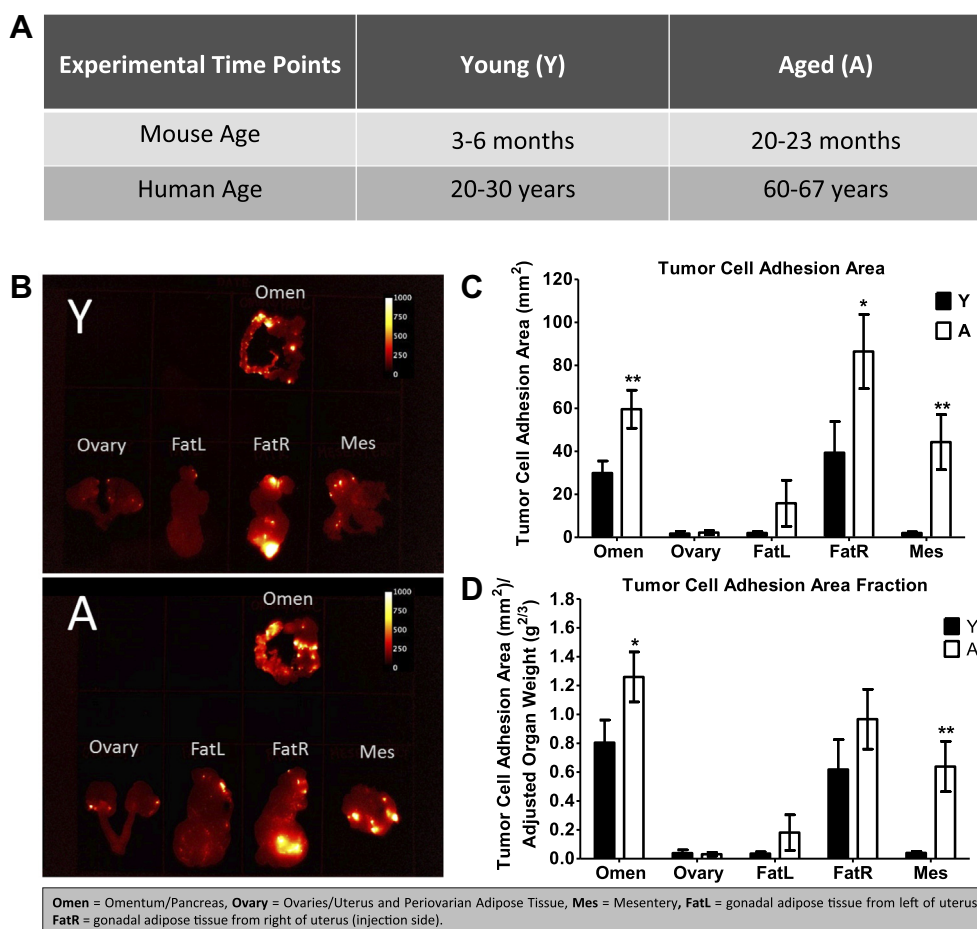 A
Experimental Time Points
Young (Y)
Aged (A)
Mouse Age
3-6 months
20-23 months
Human Age
20-30 years
60-67 years
B
Y
Omen
1000
750
500
250
0
Ovary
FatL
FatR
Mes
A
Omen
1000
750
500
250
0
Ovary
FatL
FatR
Mes
C
Tumor Cell Adhesion Area
Tumor Cell Adhesion Area (mm²)
120
100
80
60
40
20
0
**
*
**
Y
A
Omen
Ovary
FatL
FatR
Mes
D
Tumor Cell Adhesion Area Fraction
Tumor Cell Adhesion Area (mm²)/
Adjusted Organ Weight (g²/³)
1.8
1.6
1.4
1.2
1.0
0.8
0.6
0.4
0.2
0.0
*
**
Y
A
Omen
Ovary
FatL
FatR
Mes
Omen = Omentum/Pancreas, Ovary = Ovaries/Uterus and Periovarian Adipose Tissue, Mes = Mesentery, FatL = gonadal adipose tissue from left of uterus
FatR = gonadal adipose tissue from right of uterus (injection side).